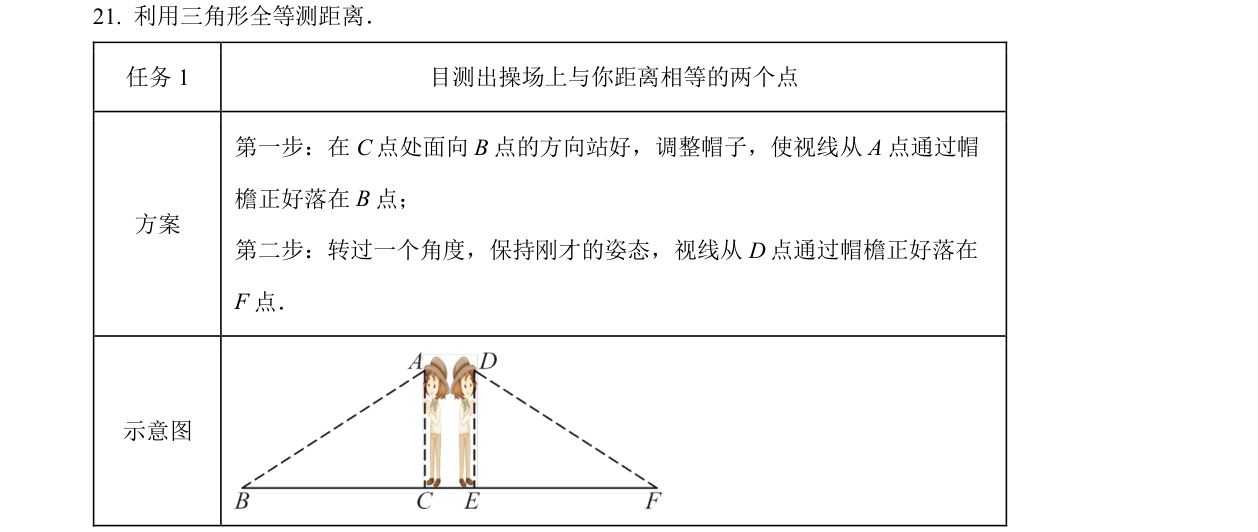 21. 利用三角形全等测距离．
任务 1
目测出操场上与你距离相等的两个点
方案
第一步：在 C 点处面向 B 点的方向站好，调整帽子，使视线从 A 点通过帽
檐正好落在 B 点；
第二步：转过一个角度，保持刚才的姿态，视线从 D 点通过帽檐正好落在
F 点．
示意图
A D
B C E F